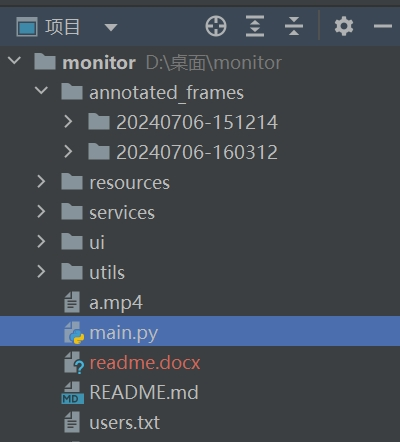 项目
monitor D:\桌面\monitor
annotated_frames
20240706-151214
20240706-160312
resources
services
ui
utils
a.mp4
main.py
readme.docx
MD README.md
users.txt